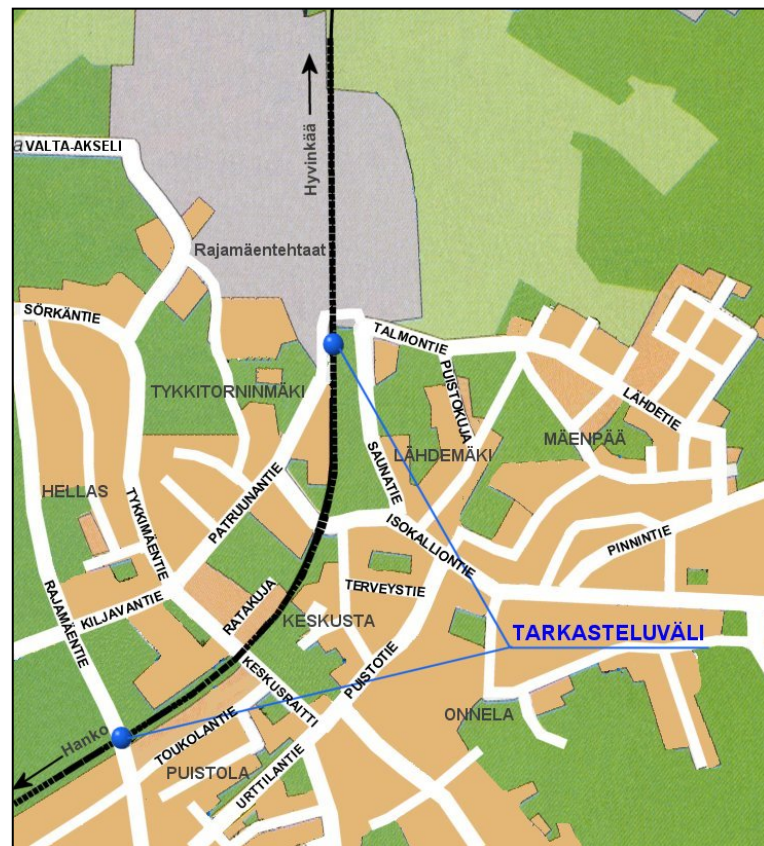 VALTA-AKSELI
Hyvinkää
Rajamäentehtaat
SÖRKÄNTIE
TALMONTIE
PUISTOKUJA
TYKKITORNINMÄKI
LÄHDETIE
MÄENPÄÄ
LÄHDEMÄKI
SAUNATIE
HELLAS
PATRUUNANTIE
TYKKIMÄENTIE
ISOKALLIONTIE
PINNINTIE
RAJAMÄENTIE
KILJAVANTIE
RATAKUJA
TERVEYSTIE
KESKUSTA
TARKASTELUVÄLI
KESKUSRAITTI
PUISTOTIE
ONNELA
Hanko
TOUKOLANTIE
PUISTOLA
URTTILANTIE